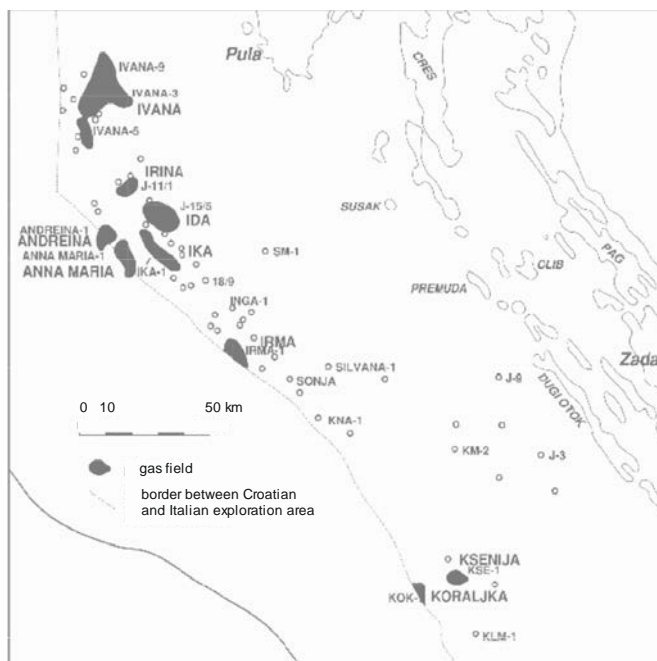 IVANA-9
Pula
CRES
IVANA-3
IVANA
IVANA-5
IRINA
J-11/1
J-15/5
IDA
SUSAK
PAG
ANDREINA-1
ANDREINA
ANNA MARIA-1
ANNA MARIA
IKA
IKA-1
SM-1
OLIB
18/9
PREMUDA
INGA-1
IRMA
IRMA-1
Zada
SILVANA-1
SONJA
J-9
DUGI OTOK
0 10 50 km
KNA-1
KM-2
J-3
gas field
border between Croatian
and Italian exploration area
KSENIJA
KSE-1
KORALJKA
KLM-1